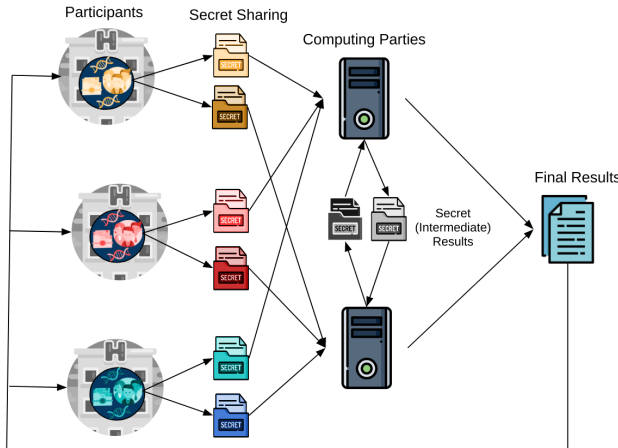 Participants
Secret Sharing
Computing Parties
Final Results
H
SECRET
SECRET
H
SECRET
SECRET
SECRET
SECRET
Secret
(Intermediate)
Results
H
SECRET
SECRET